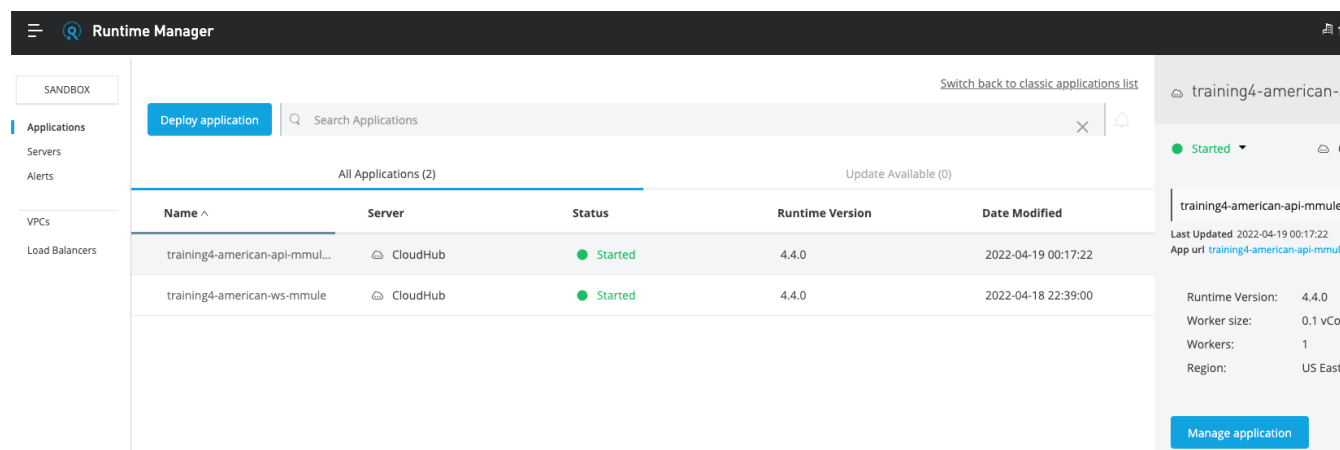 Runtime Manager
SANDBOX
Applications
Servers
Alerts
VPCs
Load Balancers
Switch back to classic applications list
Deploy application
Search Applications
All Applications (2)
Update Available (0)
Name Server Status Runtime Version Date Modified
training4-american-api-mmul... CloudHub Started 4.4.0 2022-04-19 00:17:22
training4-american-ws-mmule CloudHub Started 4.4.0 2022-04-18 22:39:00
training4-american-
Started
training4-american-api-mmule
Last Updated 2022-04-19 00:17:22
App url training4-american-api-mmul
Runtime Version: 4.4.0
Worker size: 0.1 vCo
Workers: 1
Region: US East
Manage application